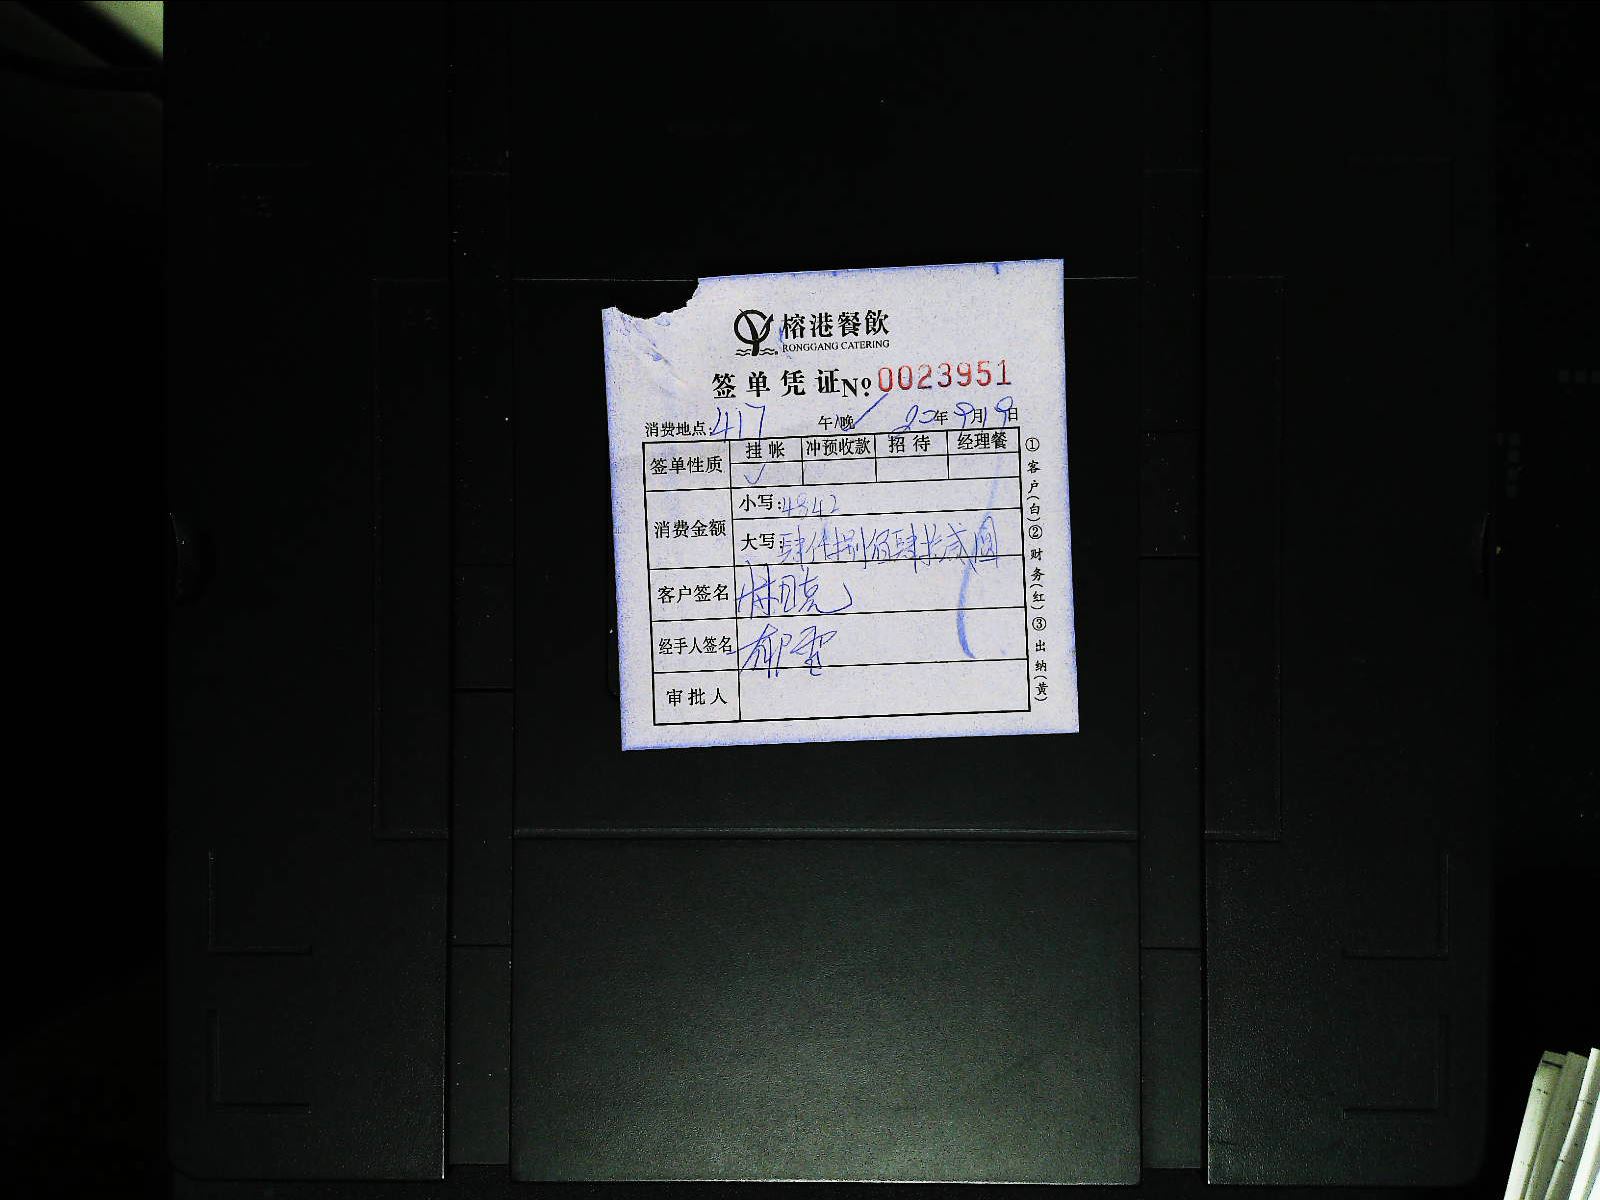 榕港餐飲
RONGGANG CATERING
签单凭证 No. 0023951
消费地点: 417 午/晚 ✓ 22年9月19日
签单性质 挂帐 冲预收款 招待 经理餐
✓
消费金额 小写: 4842
大写: 肆仟捌佰肆拾贰圆
客户签名
经手人签名
审批人
①客户(白)②财务(红)③出纳(黄)